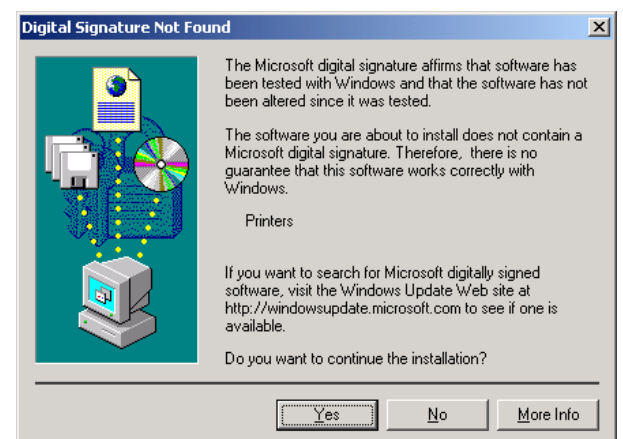 Digital Signature Not Found
The Microsoft digital signature affirms that software has
been tested with Windows and that the software has not
been altered since it was tested.
The software you are about to install does not contain a
Microsoft digital signature. Therefore, there is no
guarantee that this software works correctly with
Windows.
Printers
If you want to search for Microsoft digitally signed
software, visit the Windows Update Web site at
http://windowsupdate.microsoft.com to see if one is
available.
Do you want to continue the installation?
Yes No More Info